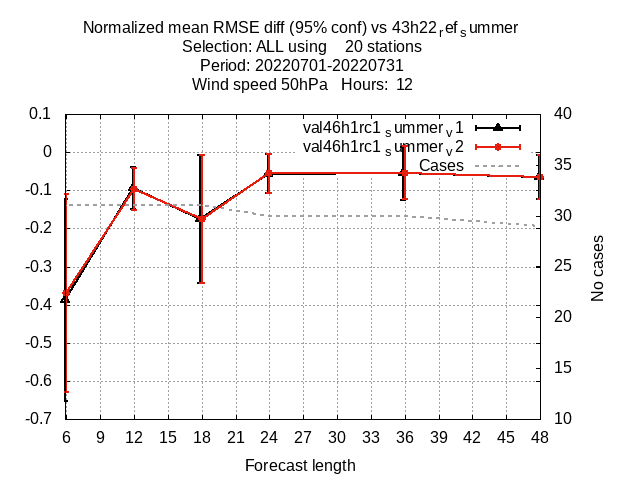 Normalized mean RMSE diff (95% conf) vs 43h22refsummer
Selection: ALL using 20 stations
Period: 20220701-20220731
Wind speed 50hPa Hours: 12
val46h1rc1summerv1
val46h1rc1summerv2
Cases
0.1
0
-0.1
-0.2
-0.3
-0.4
-0.5
-0.6
-0.7
40
35
30
25
20
15
10
No cases
6 9 12 15 18 21 24 27 30 33 36 39 42 45 48
Forecast length